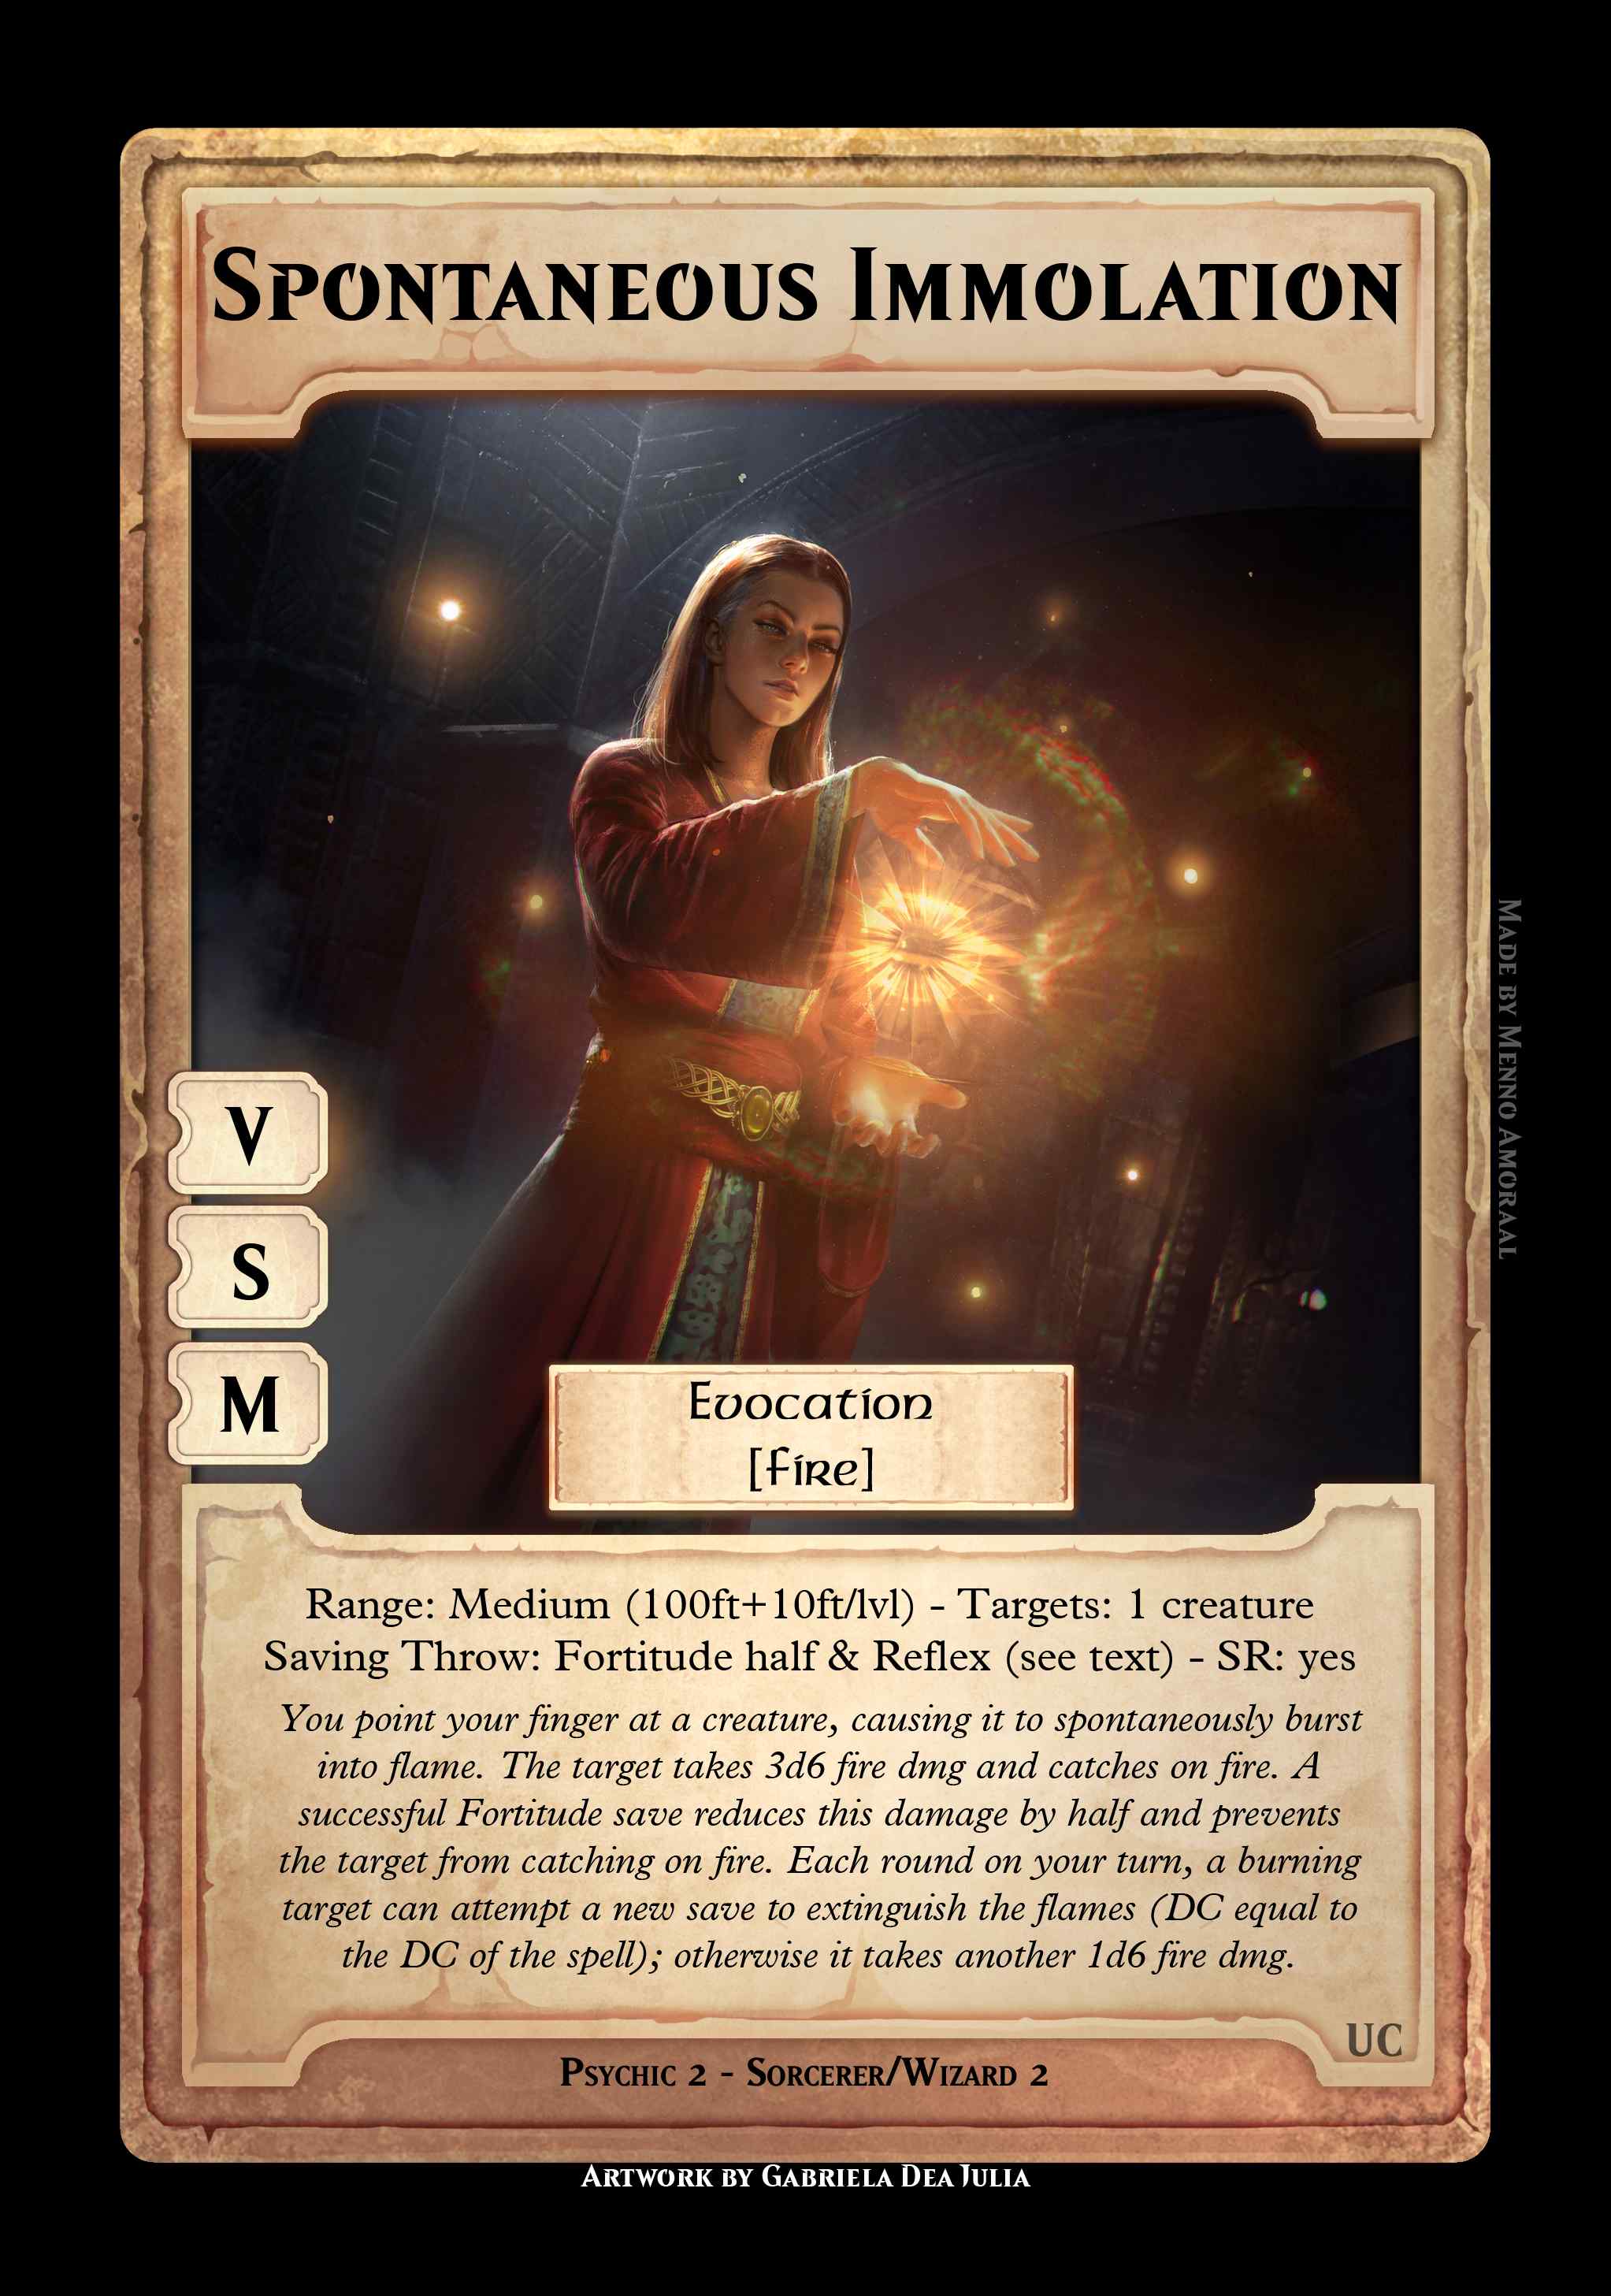 Spontaneous Immolation
V
S
M
Evocation
[Fire]
Range: Medium (100ft+10ft/lvl) - Targets: 1 creature
Saving Throw: Fortitude half & Reflex (see text) - SR: yes
You point your finger at a creature, causing it to spontaneously burst
into flame. The target takes 3d6 fire dmg and catches on fire. A
successful Fortitude save reduces this damage by half and prevents
the target from catching on fire. Each round on your turn, a burning
target can attempt a new save to extinguish the flames (DC equal to
the DC of the spell); otherwise it takes another 1d6 fire dmg.
UC
Psychic 2 - Sorcerer/Wizard 2
Artwork by Gabriela Dea Julia
Made by Menno Amoraal